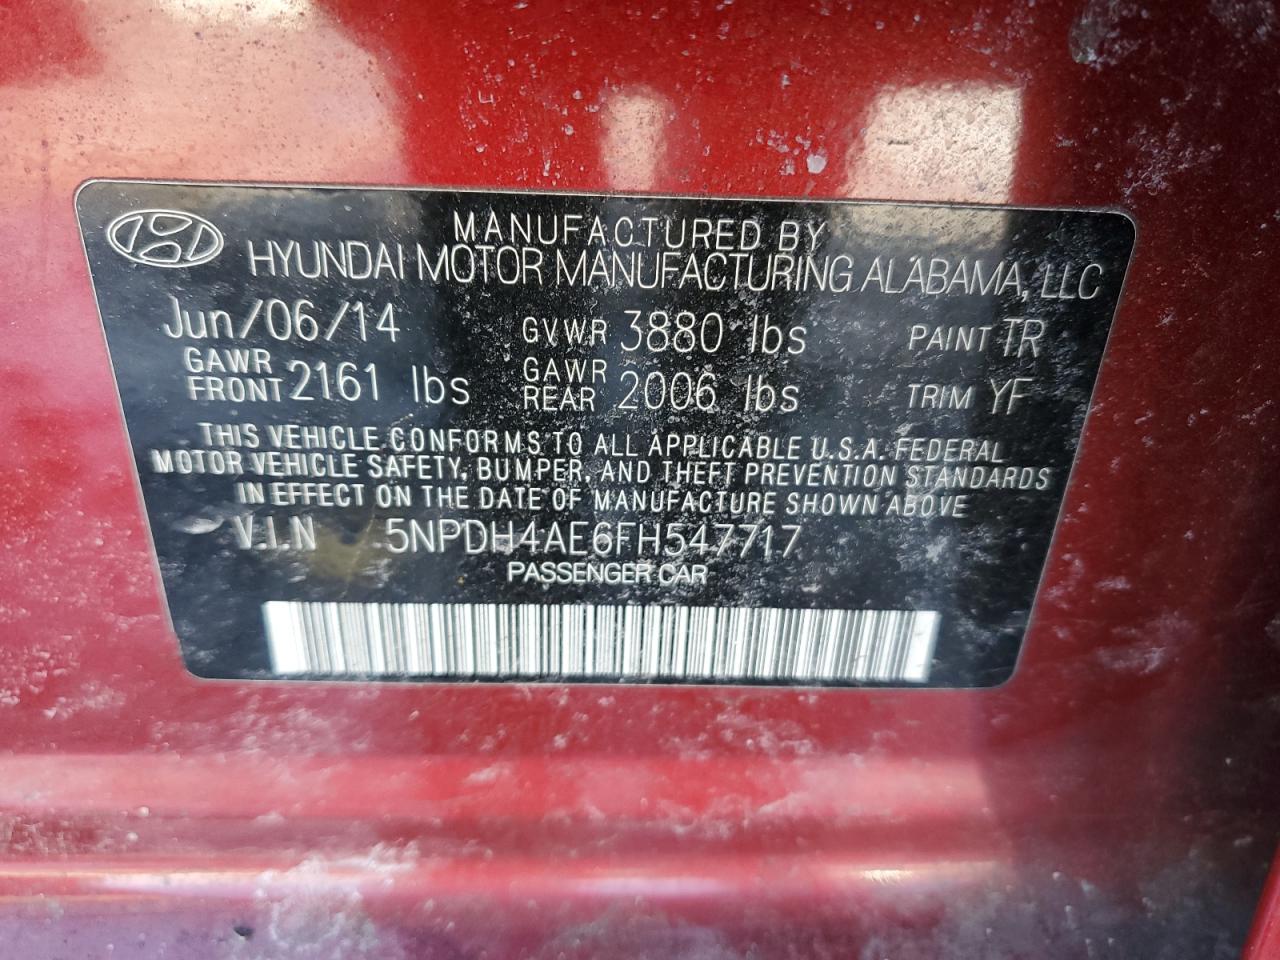 MANUFACTURED BY
HYUNDAI MOTOR MANUFACTURING ALABAMA, LLC
Jun/06/14 GVWR 3880 lbs PAINT TR
GAWR FRONT 2161 lbs GAWR REAR 2006 lbs TRIM YF
THIS VEHICLE CONFORMS TO ALL APPLICABLE U.S.A. FEDERAL
MOTOR VEHICLE SAFETY, BUMPER, AND THEFT PREVENTION STANDARDS
IN EFFECT ON THE DATE OF MANUFACTURE SHOWN ABOVE
V.I.N 5NPDH4AE6FH547717
PASSENGER CAR